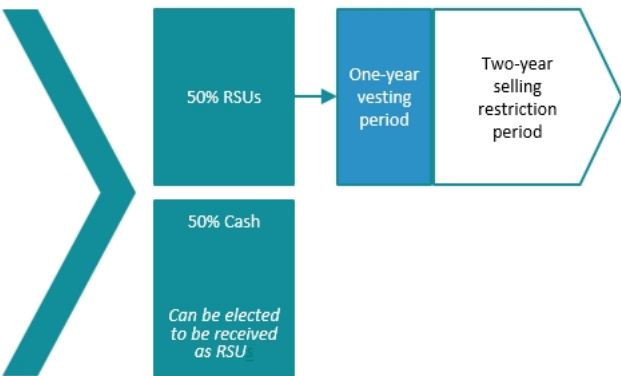 50% RSUs
One-year
vesting
period
Two-year
selling
restriction
period
50% Cash
Can be elected
to be received
as RSU